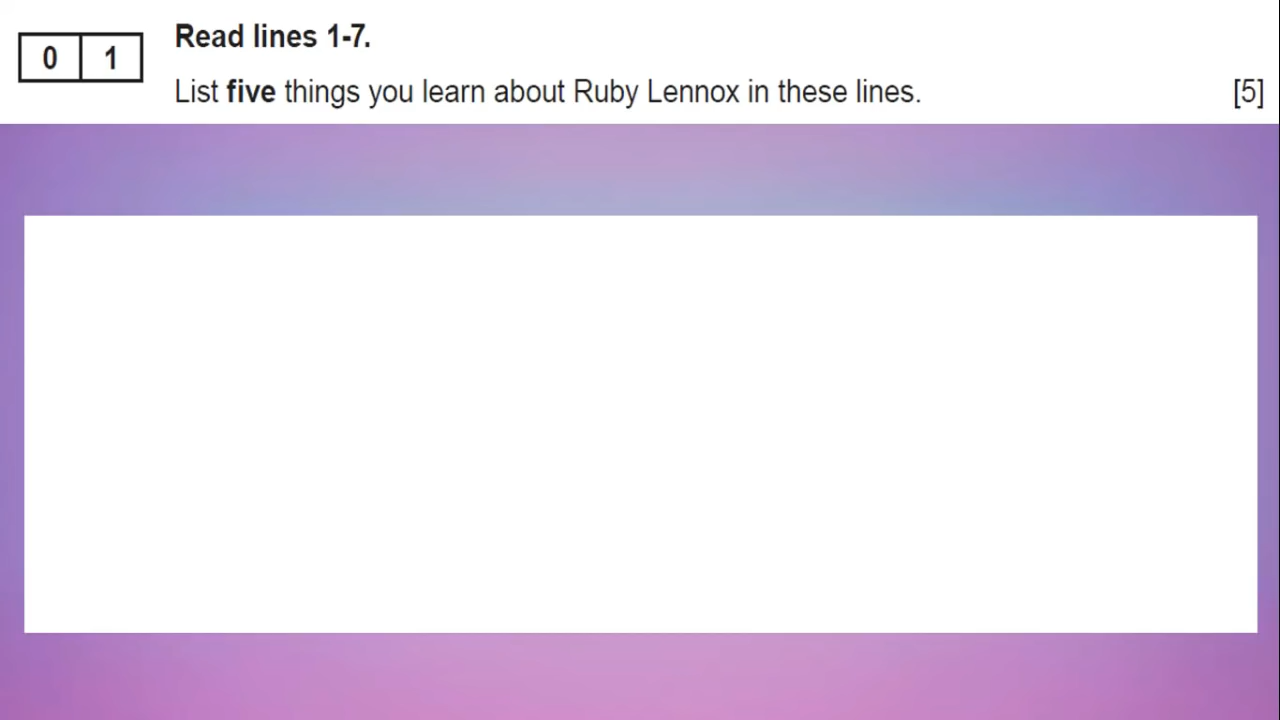 0 1
Read lines 1-7.
List five things you learn about Ruby Lennox in these lines. [5]